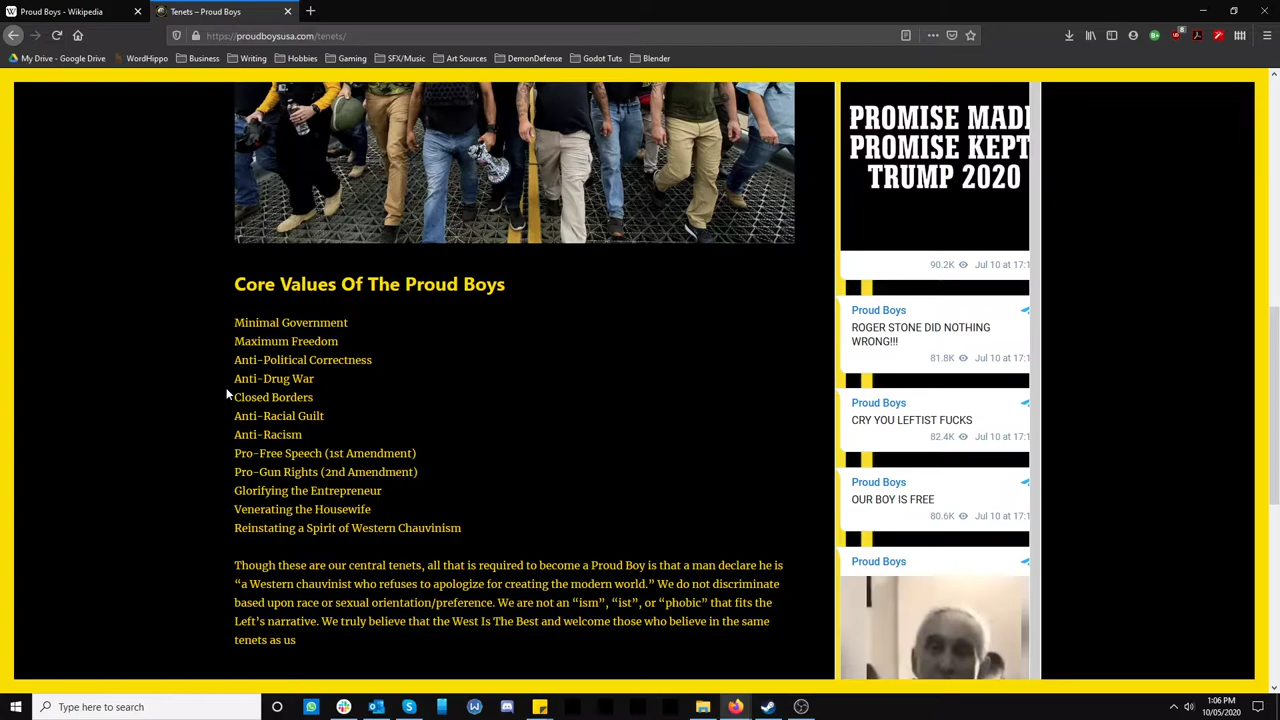 Proud Boys - Wikipedia
Tenets – Proud Boys
https://proudboysusa.com/tenets/
8
My Drive - Google Drive
WordHippo
Business
Writing
Hobbies
Gaming
SFX/Music
Art Sources
DemonDefense
Godot Tuts
Blender
Core Values Of The Proud Boys
Minimal Government
Maximum Freedom
Anti-Political Correctness
Anti-Drug War
Closed Borders
Anti-Racial Guilt
Anti-Racism
Pro-Free Speech (1st Amendment)
Pro-Gun Rights (2nd Amendment)
Glorifying the Entrepreneur
Venerating the Housewife
Reinstating a Spirit of Western Chauvinism
Though these are our central tenets, all that is required to become a Proud Boy is that a man declare he is
“a Western chauvinist who refuses to apologize for creating the modern world.” We do not discriminate
based upon race or sexual orientation/preference. We are not an “ism”, “ist”, or “phobic” that fits the
Left’s narrative. We truly believe that the West Is The Best and welcome those who believe in the same
tenets as us
PROMISE MADE
PROMISE KEPT
TRUMP 2020
90.2K Jul 10 at 17:1
Proud Boys
ROGER STONE DID NOTHING
WRONG!!!
81.8K Jul 10 at 17:1
Proud Boys
CRY YOU LEFTIST FUCKS
82.4K Jul 10 at 17:1
Proud Boys
OUR BOY IS FREE
80.6K Jul 10 at 17:1
Proud Boys
Type here to search
1:06 PM
10/05/2020